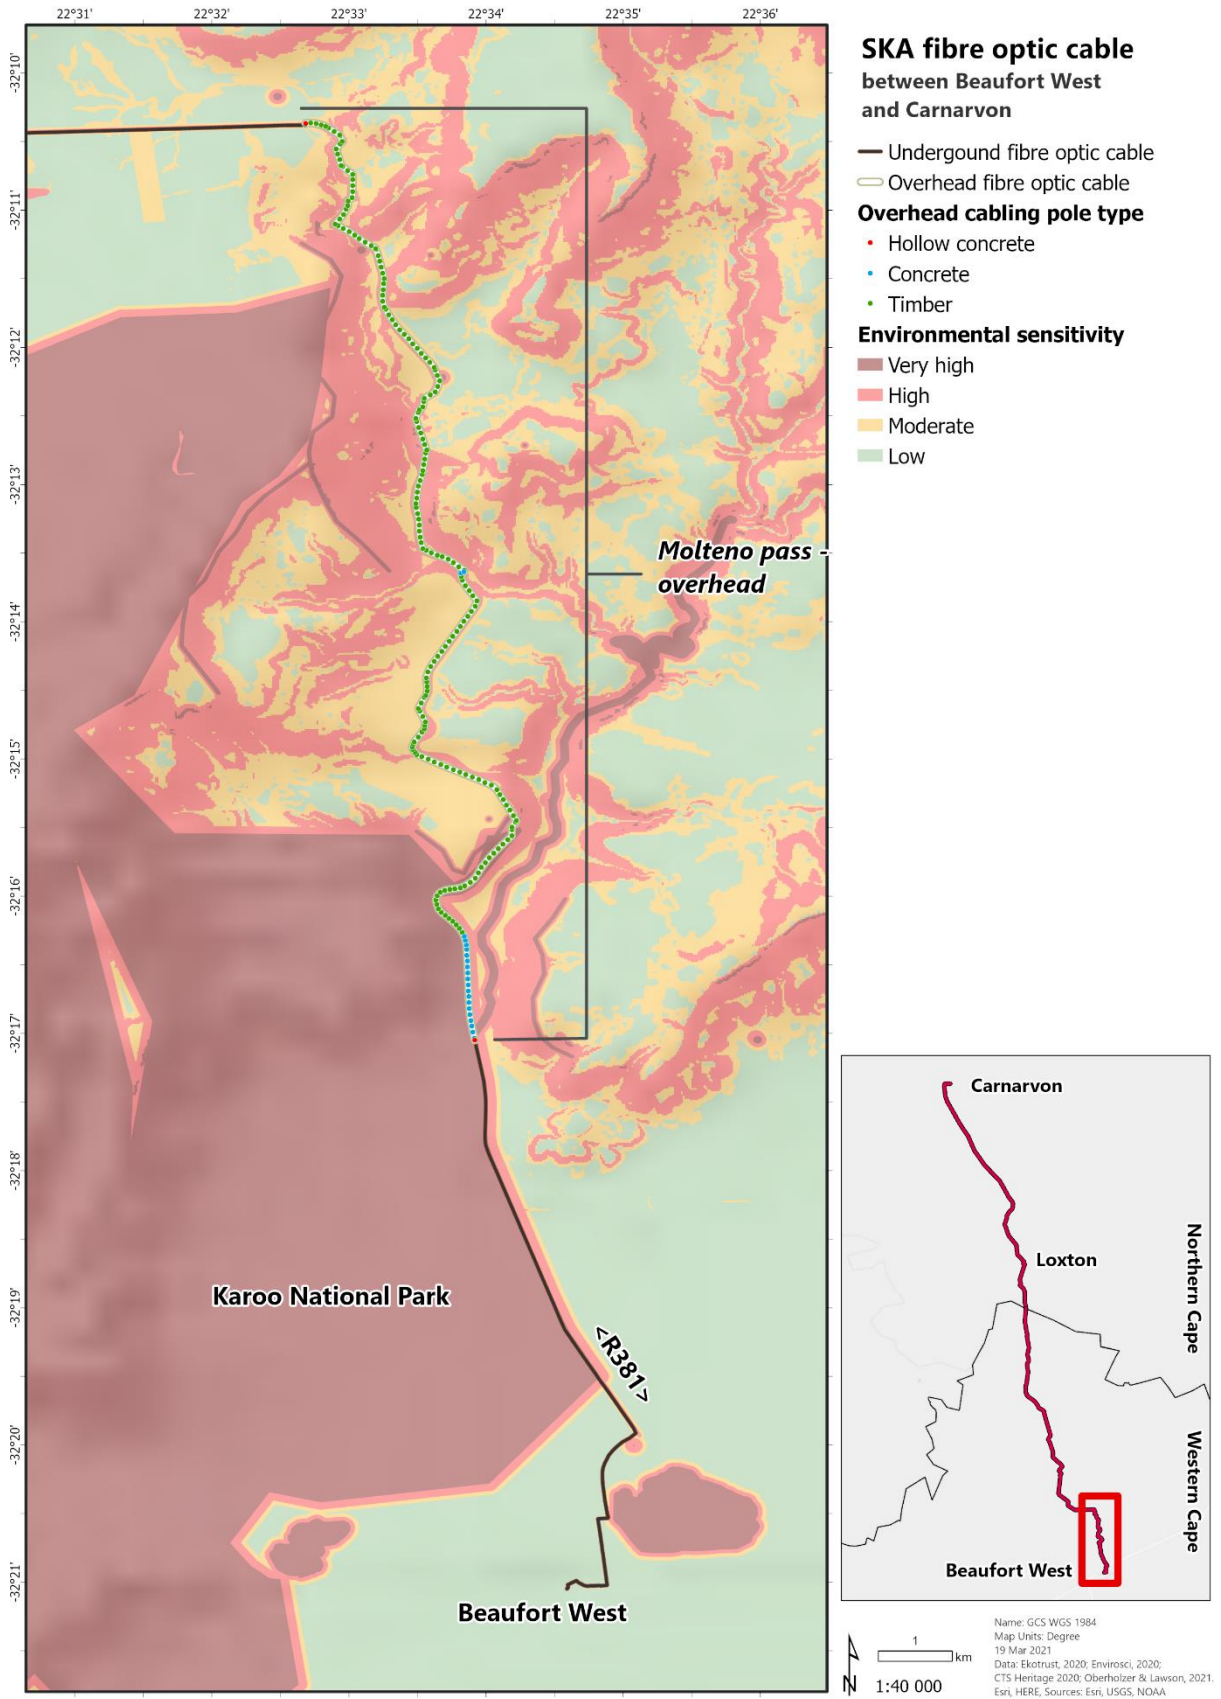 22°31'
22°32'
22°33'
22°34'
22°35'
22°36'
-32°10'
-32°11'
-32°12'
-32°13'
-32°14'
-32°15'
-32°16'
-32°17'
-32°18'
-32°19'
-32°20'
-32°21'
Molteno pass -
overhead
Karoo National Park
<R381>
Beaufort West
SKA fibre optic cable
between Beaufort West
and Carnarvon
Undergound fibre optic cable
Overhead fibre optic cable
Overhead cabling pole type
Hollow concrete
Concrete
Timber
Environmental sensitivity
Very high
High
Moderate
Low
Carnarvon
Loxton
Northern Cape
Western Cape
Beaufort West
N
1
km
1:40 000
Name: GCS WGS 1984
Map Units: Degree
19 Mar 2021
Data: Ekotrust, 2020; Envirosci, 2020;
CTS Heritage 2020; Oberholzer & Lawson, 2021.
Esri, HERE, Sources: Esri, USGS, NOAA